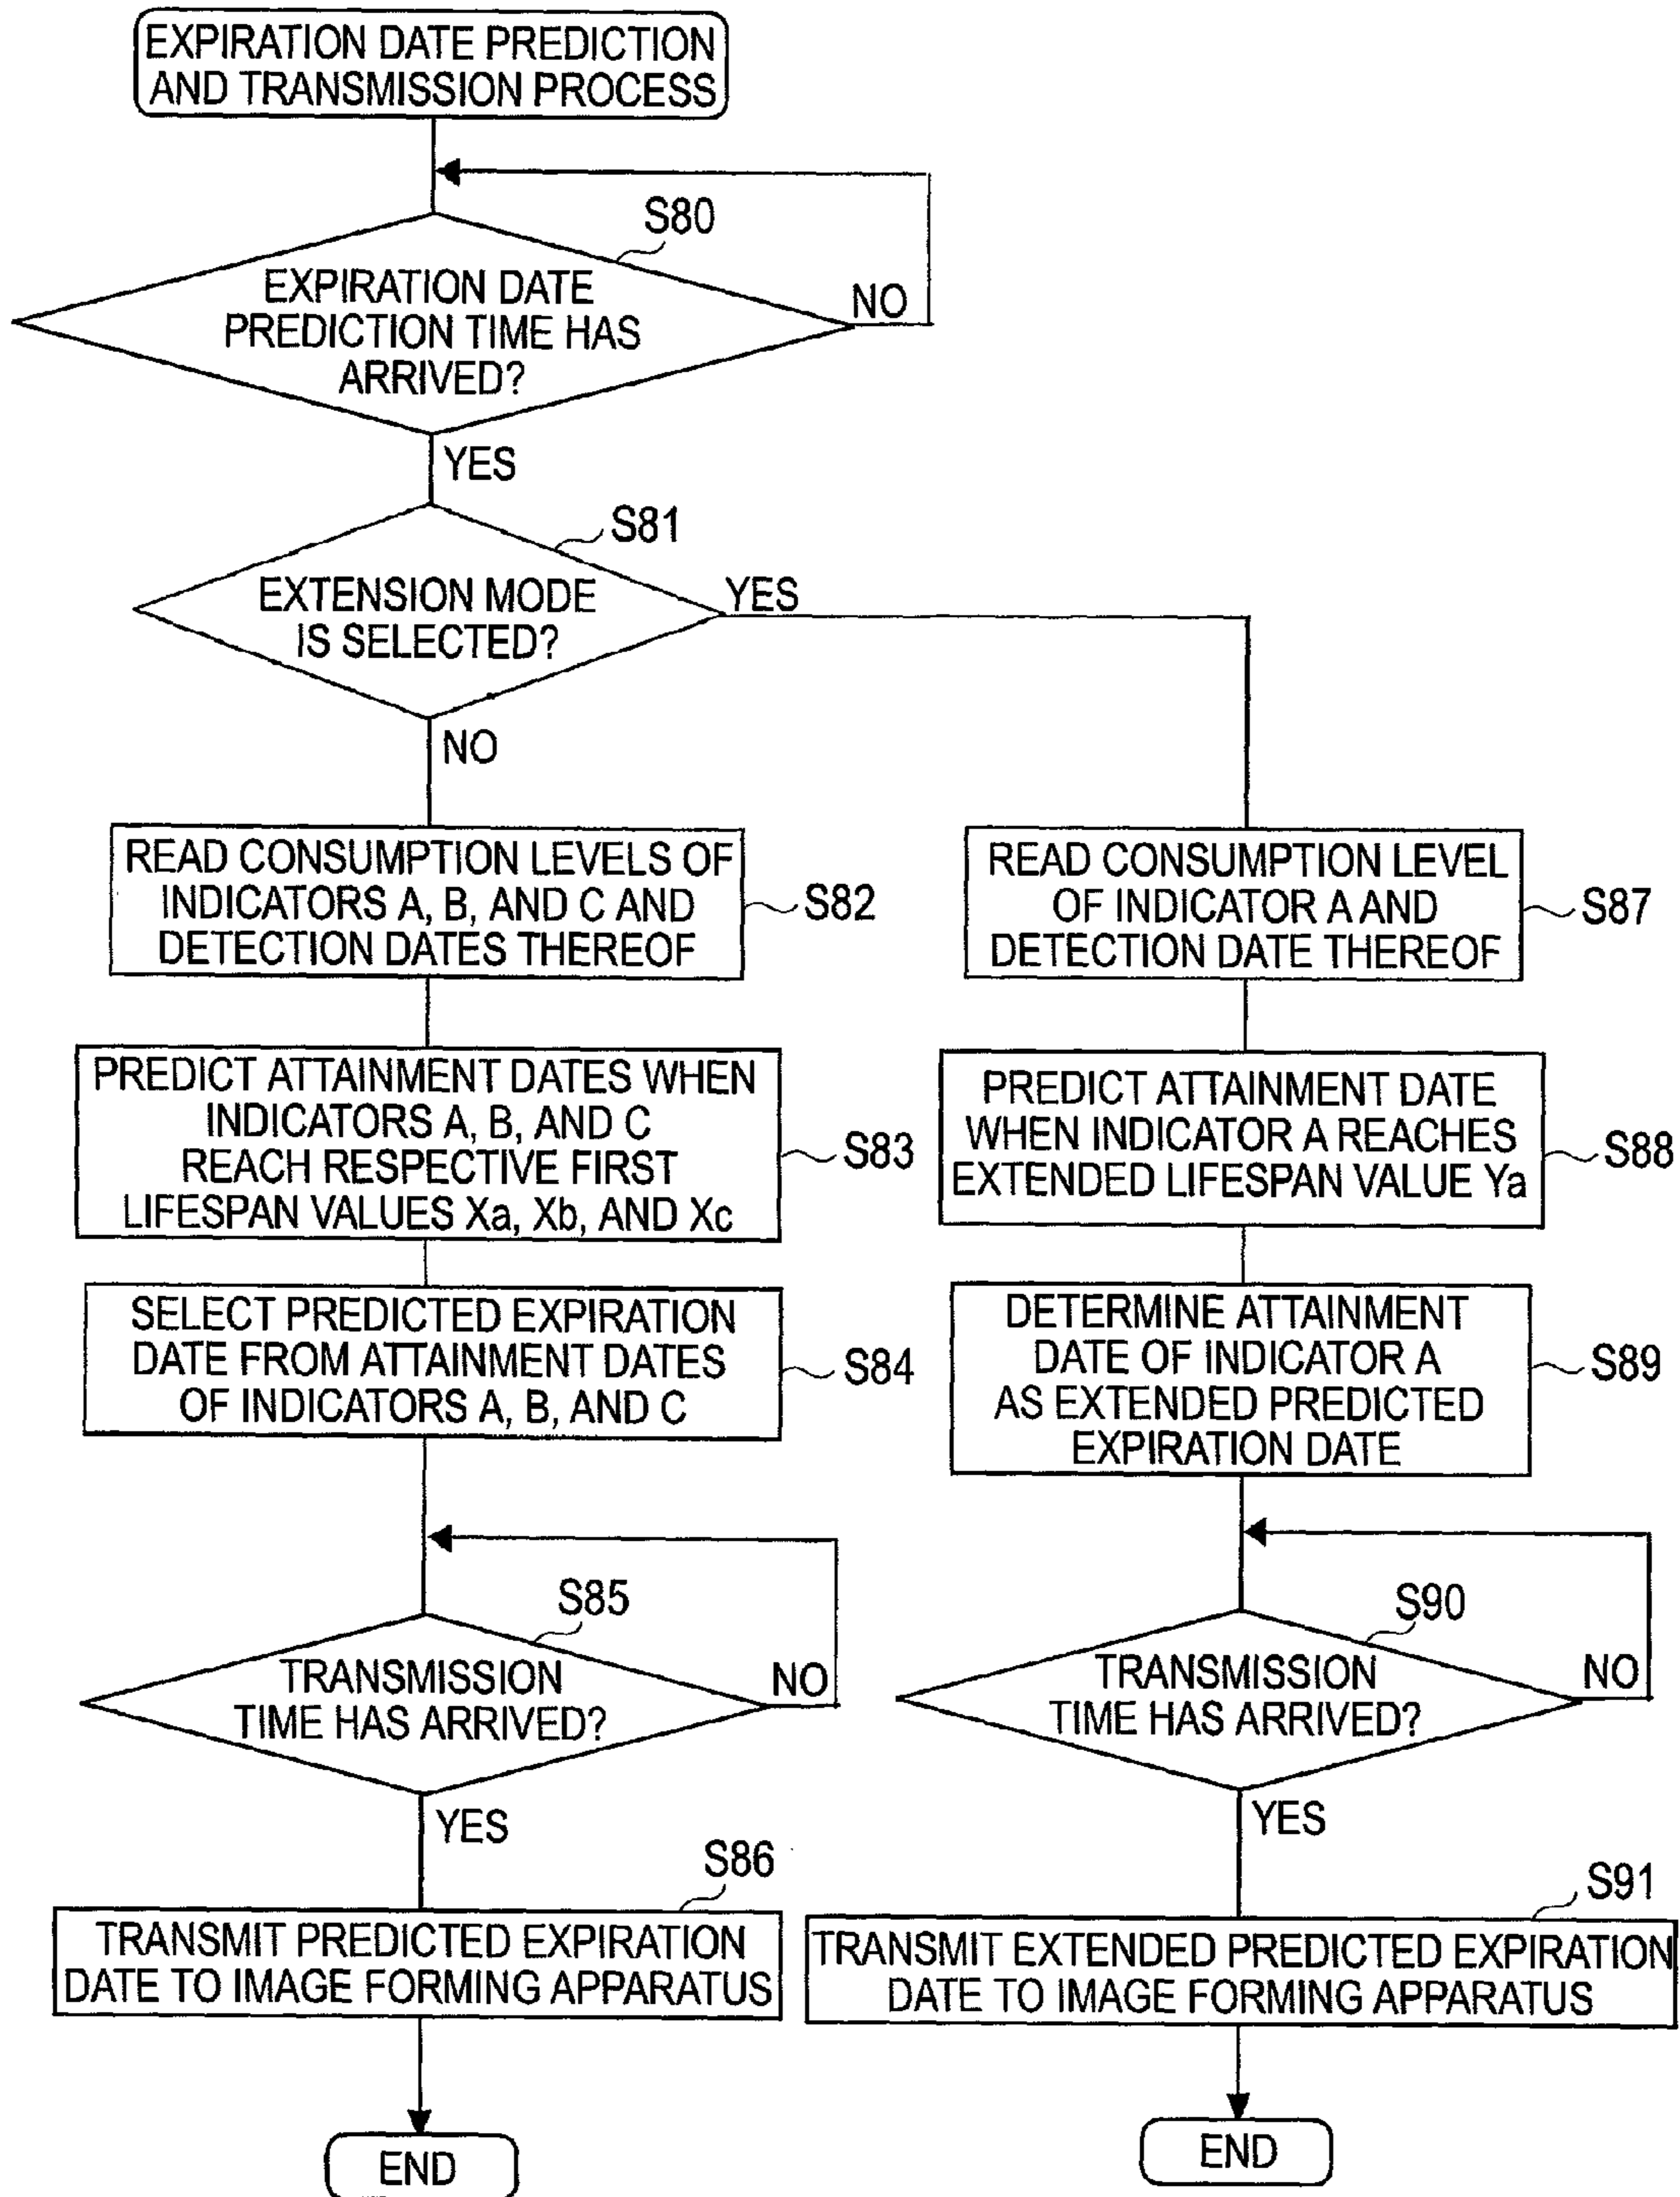 EXPIRATION DATE PREDICTION
AND TRANSMISSION PROCESS
S80
EXPIRATION DATE
PREDICTION TIME HAS
ARRIVED?
NO
YES
S81
EXTENSION MODE
IS SELECTED?
YES
NO
READ CONSUMPTION LEVELS OF
INDICATORS A, B, AND C AND
DETECTION DATES THEREOF
S82
PREDICT ATTAINMENT DATES WHEN
INDICATORS A, B, AND C
REACH RESPECTIVE FIRST
LIFESPAN VALUES Xa, Xb, AND Xc
S83
SELECT PREDICTED EXPIRATION
DATE FROM ATTAINMENT DATES
OF INDICATORS A, B, AND C
S84
S85
TRANSMISSION
TIME HAS ARRIVED?
NO
YES
S86
TRANSMIT PREDICTED EXPIRATION
DATE TO IMAGE FORMING APPARATUS
END
READ CONSUMPTION LEVEL
OF INDICATOR A AND
DETECTION DATE THEREOF
S87
PREDICT ATTAINMENT DATE
WHEN INDICATOR A REACHES
EXTENDED LIFESPAN VALUE Ya
S88
DETERMINE ATTAINMENT
DATE OF INDICATOR A
AS EXTENDED PREDICTED
EXPIRATION DATE
S89
S90
TRANSMISSION
TIME HAS ARRIVED?
NO
YES
S91
TRANSMIT EXTENDED PREDICTED EXPIRATION
DATE TO IMAGE FORMING APPARATUS
END